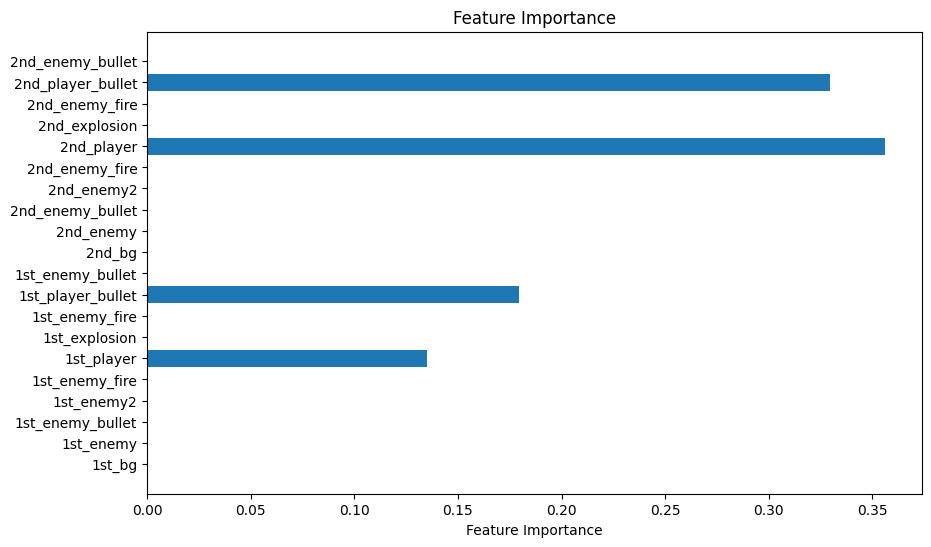 Feature Importance
2nd_enemy_bullet
2nd_player_bullet
2nd_enemy_fire
2nd_explosion
2nd_player
2nd_enemy_fire
2nd_enemy2
2nd_enemy_bullet
2nd_enemy
2nd_bg
1st_enemy_bullet
1st_player_bullet
1st_enemy_fire
1st_explosion
1st_player
1st_enemy_fire
1st_enemy2
1st_enemy_bullet
1st_enemy
1st_bg
0.00 0.05 0.10 0.15 0.20 0.25 0.30 0.35
Feature Importance